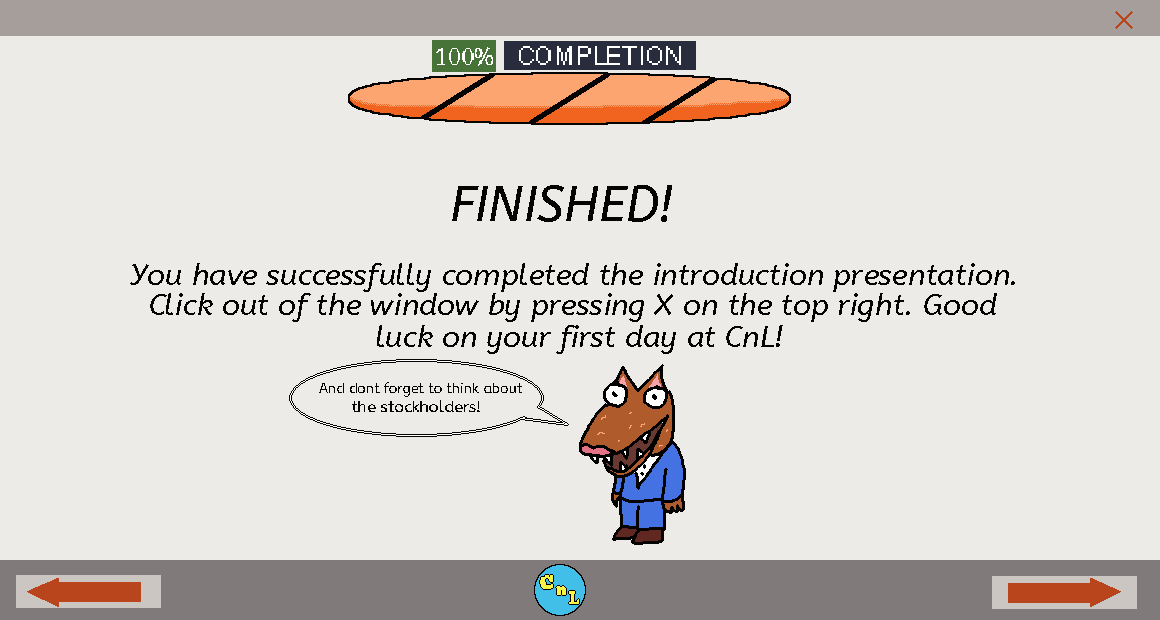 100% COMPLETION
FINISHED!
You have successfully completed the introduction presentation.
Click out of the window by pressing X on the top right. Good
luck on your first day at CnL!
And dont forget to think about
the stockholders!
CnL